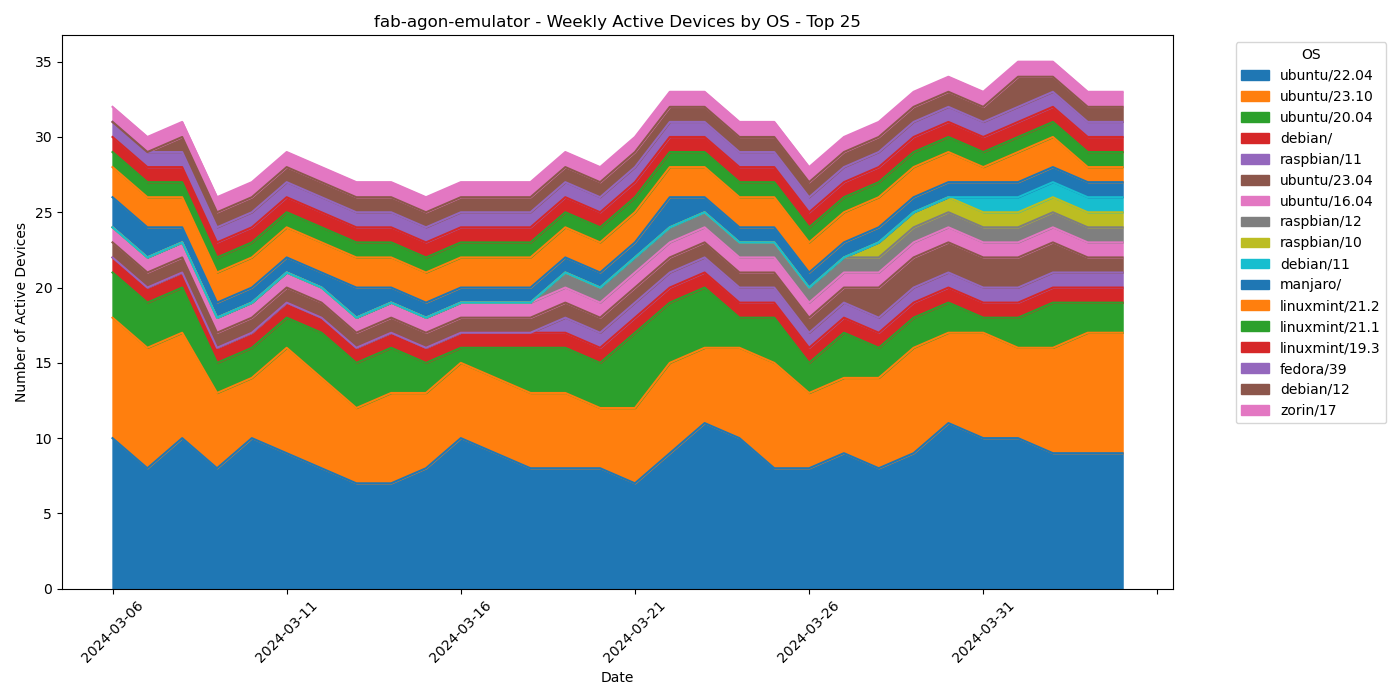 fab-agon-emulator - Weekly Active Devices by OS - Top 25
Number of Active Devices
35
30
25
20
15
10
5
0
2024-03-06
2024-03-11
2024-03-16
2024-03-21
2024-03-26
2024-03-31
Date
OS
ubuntu/22.04
ubuntu/23.10
ubuntu/20.04
debian/
raspbian/11
ubuntu/23.04
ubuntu/16.04
raspbian/12
raspbian/10
debian/11
manjaro/
linuxmint/21.2
linuxmint/21.1
linuxmint/19.3
fedora/39
debian/12
zorin/17